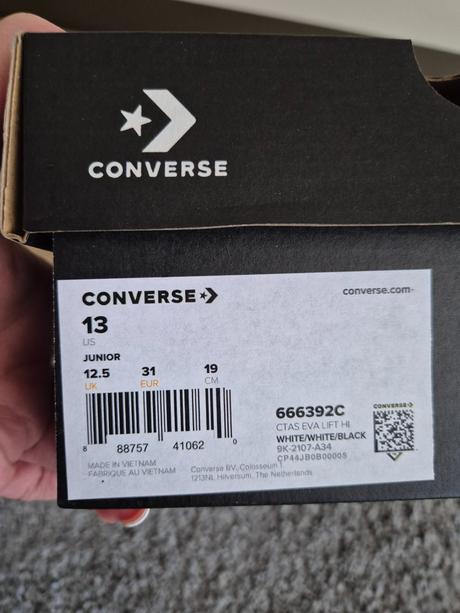 CONVERSE
CONVERSE
converse.com
13
US
JUNIOR
12.5 31 19
UK EUR CM
8 88757 41062 0
666392C
CTAS EVA LIFT HI
WHITE/WHITE/BLACK
9K-2107-A34
CP44JB0B00008
CONVERSE
MADE IN VIETNAM
FABRIQUE AU VIETNAM
Converse BV, Colosseum 1
1213NL Hilversum, The Netherlands